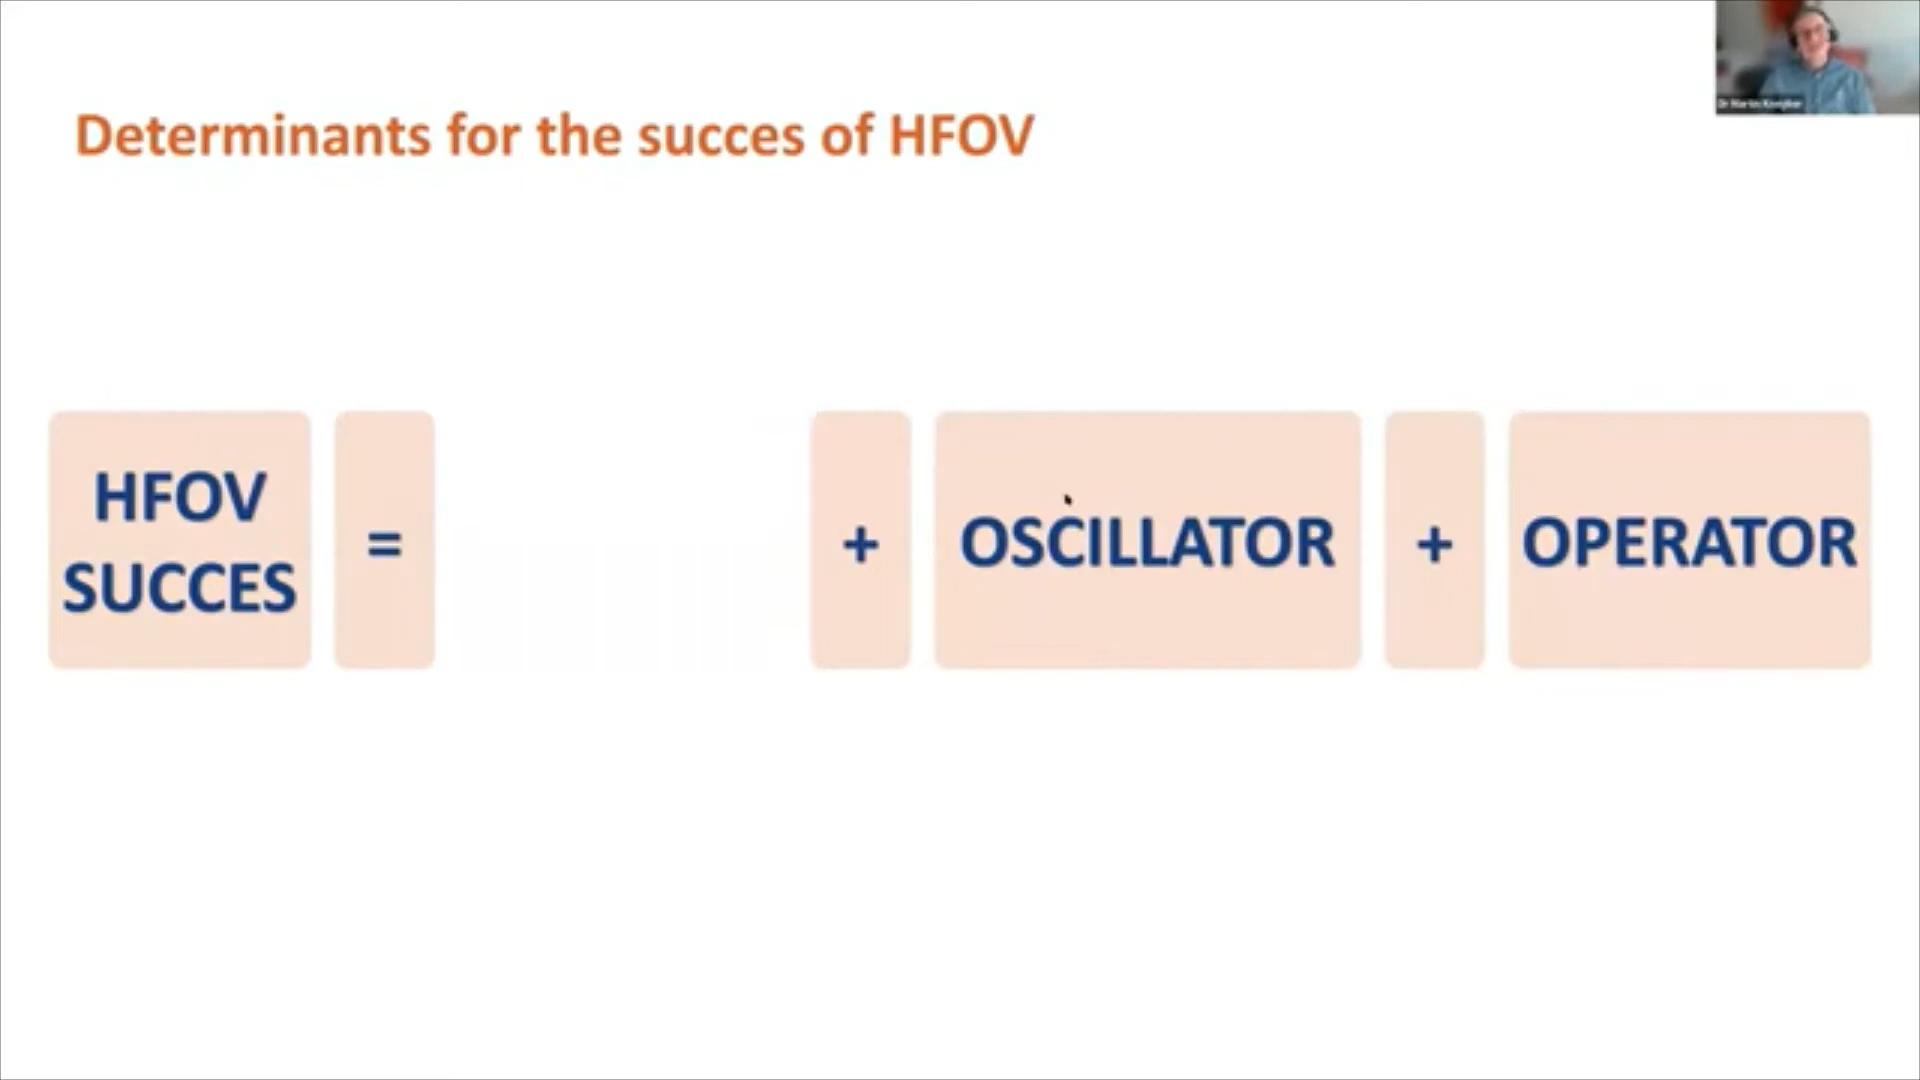 Determinants for the succes of HFOV
HFOV
SUCCES
=
+
OSCILLATOR
+
OPERATOR